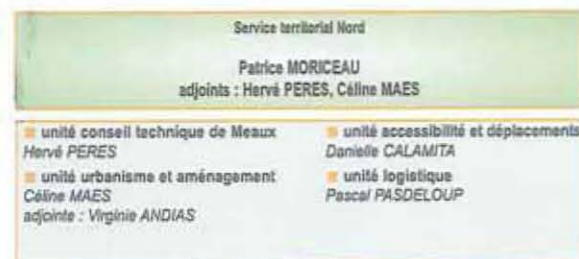 Service territorial Nord
Patrice MORICEAU
adjoints : Hervé PERES, Céline MAES
unité conseil technique de Meaux
Hervé PERES
unité urbanisme et aménagement
Céline MAES
adjointe : Virginie ANDIAS
unité accessibilité et déplacements
Danielle CALAMITA
unité logistique
Pascal PASDELOUP